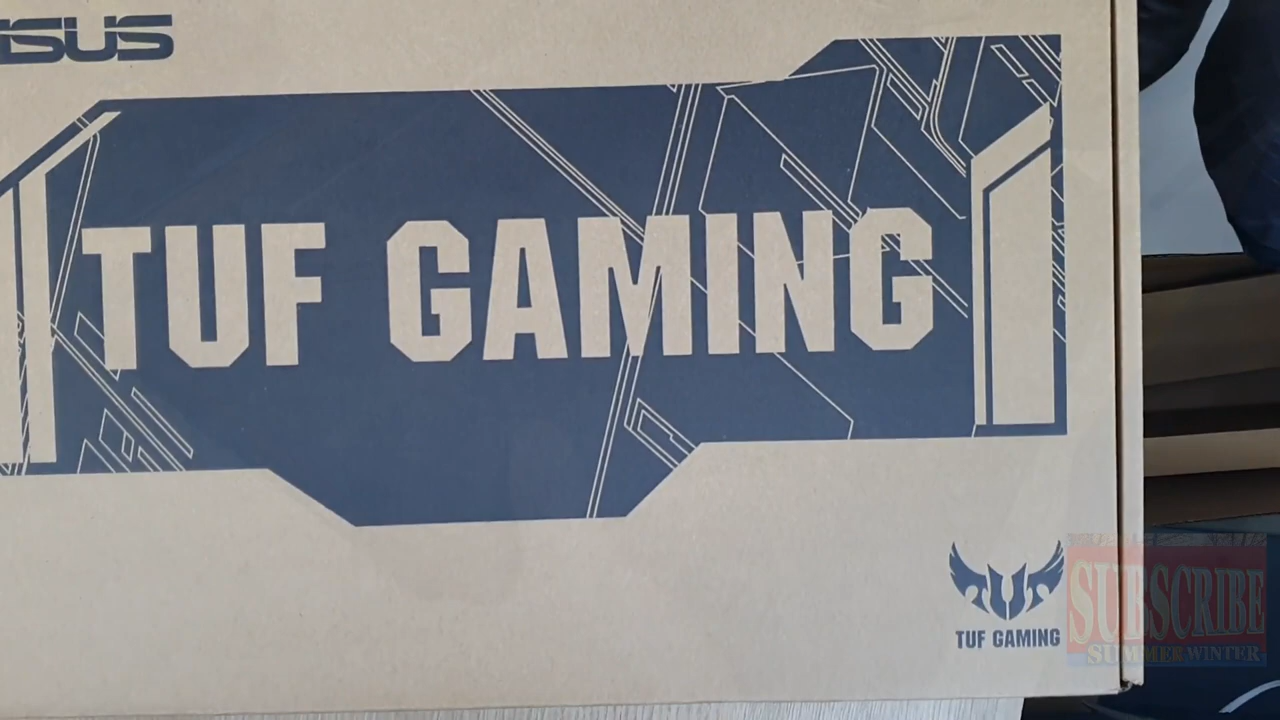 ASUS
TUF GAMING
TUF GAMING
SUBSCRIBE
SUMMER WINTER